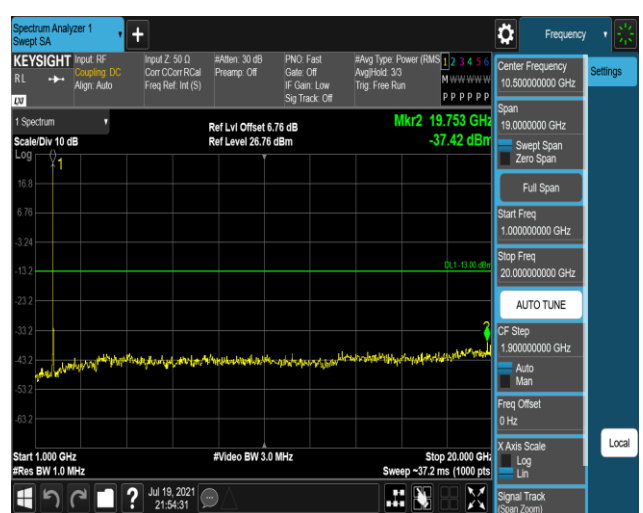 Spectrum Analyzer 1
Swept SA
Frequency
KEYSIGHT
RL
LXI
Input: RF
Coupling: DC
Align: Auto
Input Z: 50 Ω
Corr CCorr RCal
Freq Ref: Int (S)
#Atten: 30 dB
Preamp: Off
PNO: Fast
Gate: Off
IF Gain: Low
Sig Track: Off
#Avg Type: Power (RMS
Avg|Hold: 3/3
Trig: Free Run
1 2 3 4 5 6
M W W W W W
P P P P P P
1 Spectrum
Scale/Div 10 dB
Ref Lvl Offset 6.76 dB
Ref Level 26.76 dBm
Mkr2 19.753 GHz
-37.42 dBm
Log
1
16.8
6.76
-3.24
-13.2
DL1 -13.00 dBm
-23.2
-33.2
2
-43.2
-53.2
-63.2
Start 1.000 GHz
#Res BW 1.0 MHz
#Video BW 3.0 MHz
Stop 20.000 GHz
Sweep ~37.2 ms (1000 pts
Jul 19, 2021
21:54:31
?
Center Frequency
10.500000000 GHz
Settings
Span
19.0000000 GHz
Swept Span
Zero Span
Full Span
Start Freq
1.000000000 GHz
Stop Freq
20.000000000 GHz
AUTO TUNE
CF Step
1.900000000 GHz
Auto
Man
Freq Offset
0 Hz
X Axis Scale
Log
Lin
Local
Signal Track
(Span Zoom)